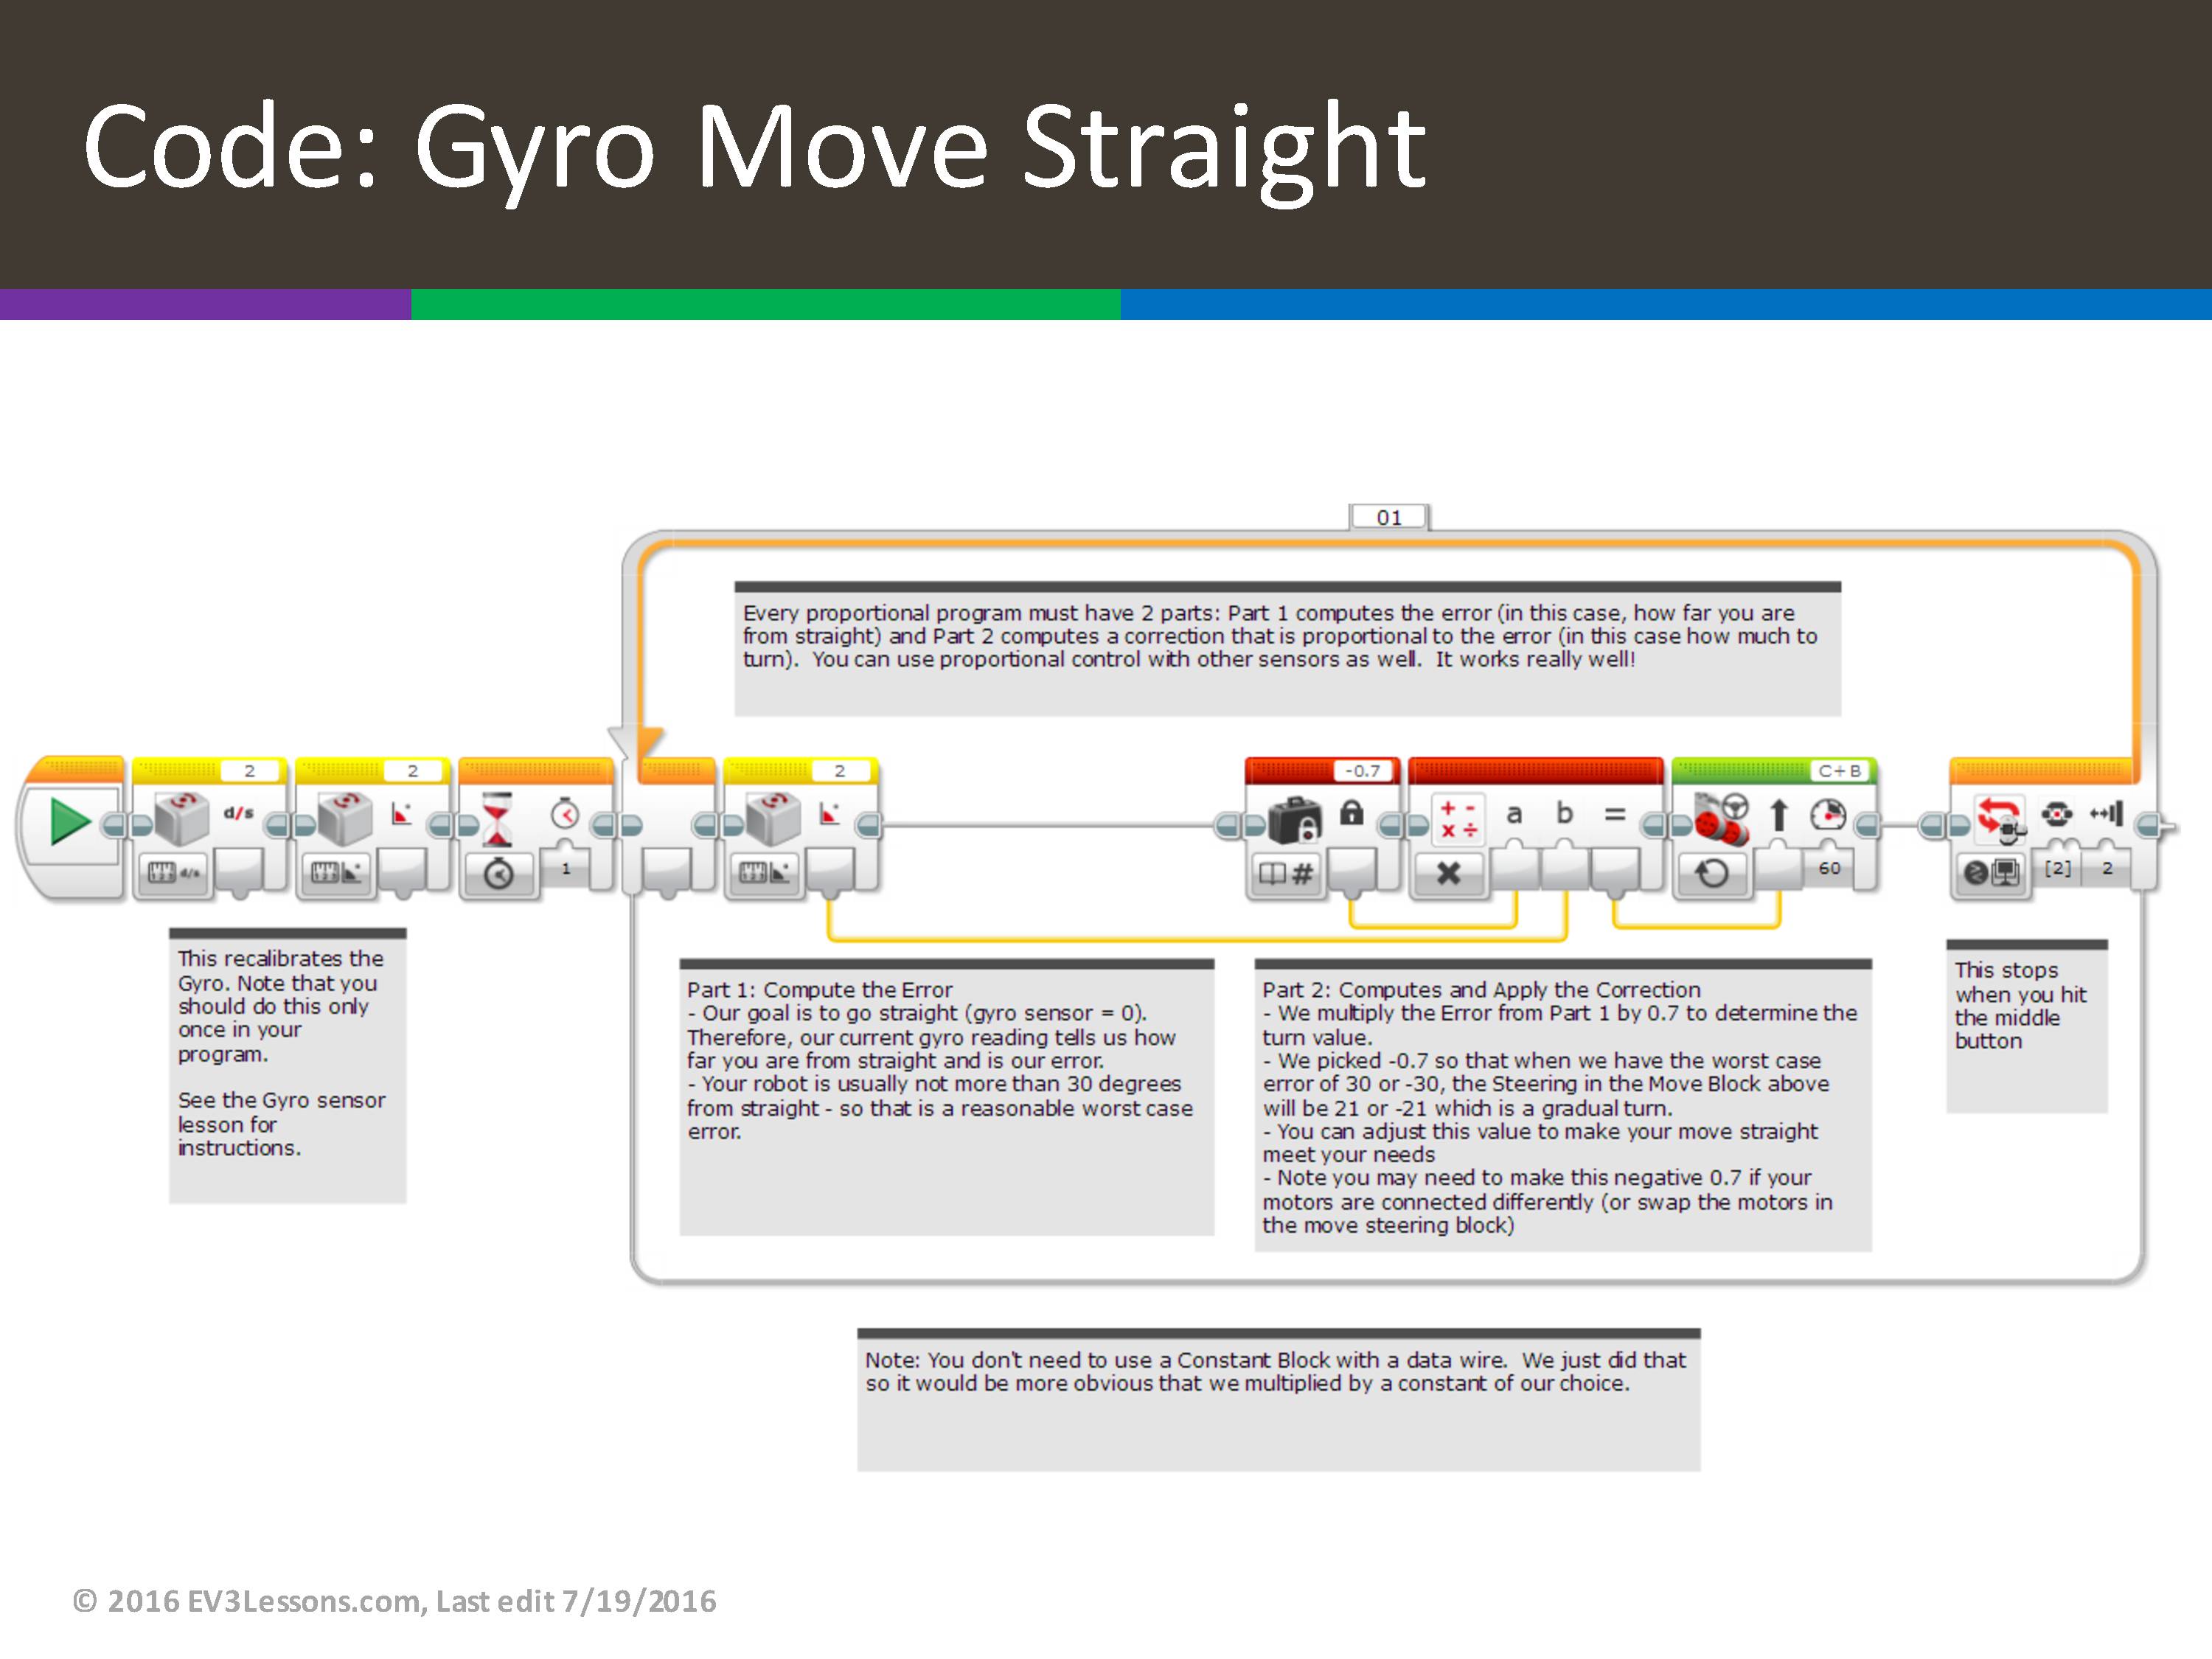 Code: Gyro Move Straight
01
Every proportional program must have 2 parts: Part 1 computes the error (in this case, how far you are
from straight) and Part 2 computes a correction that is proportional to the error (in this case how much to
turn).  You can use proportional control with other sensors as well.  It works really well!
2
2
2
-0.7
C+B
d/s
a b =
d/s
1
#
60
[2]
2
This recalibrates the
Gyro. Note that you
should do this only
once in your
program.
See the Gyro sensor
lesson for
instructions.
Part 1: Compute the Error
- Our goal is to go straight (gyro sensor = 0).
Therefore, our current gyro reading tells us how
far you are from straight and is our error.
- Your robot is usually not more than 30 degrees
from straight - so that is a reasonable worst case
error.
Part 2: Computes and Apply the Correction
- We multiply the Error from Part 1 by 0.7 to determine the
turn value.
- We picked -0.7 so that when we have the worst case
error of 30 or -30, the Steering in the Move Block above
will be 21 or -21 which is a gradual turn.
- You can adjust this value to make your move straight
meet your needs
- Note you may need to make this negative 0.7 if your
motors are connected differently (or swap the motors in
the move steering block)
This stops
when you hit
the middle
button
Note: You don't need to use a Constant Block with a data wire.  We just did that
so it would be more obvious that we multiplied by a constant of our choice.
© 2016 EV3Lessons.com, Last edit 7/19/2016